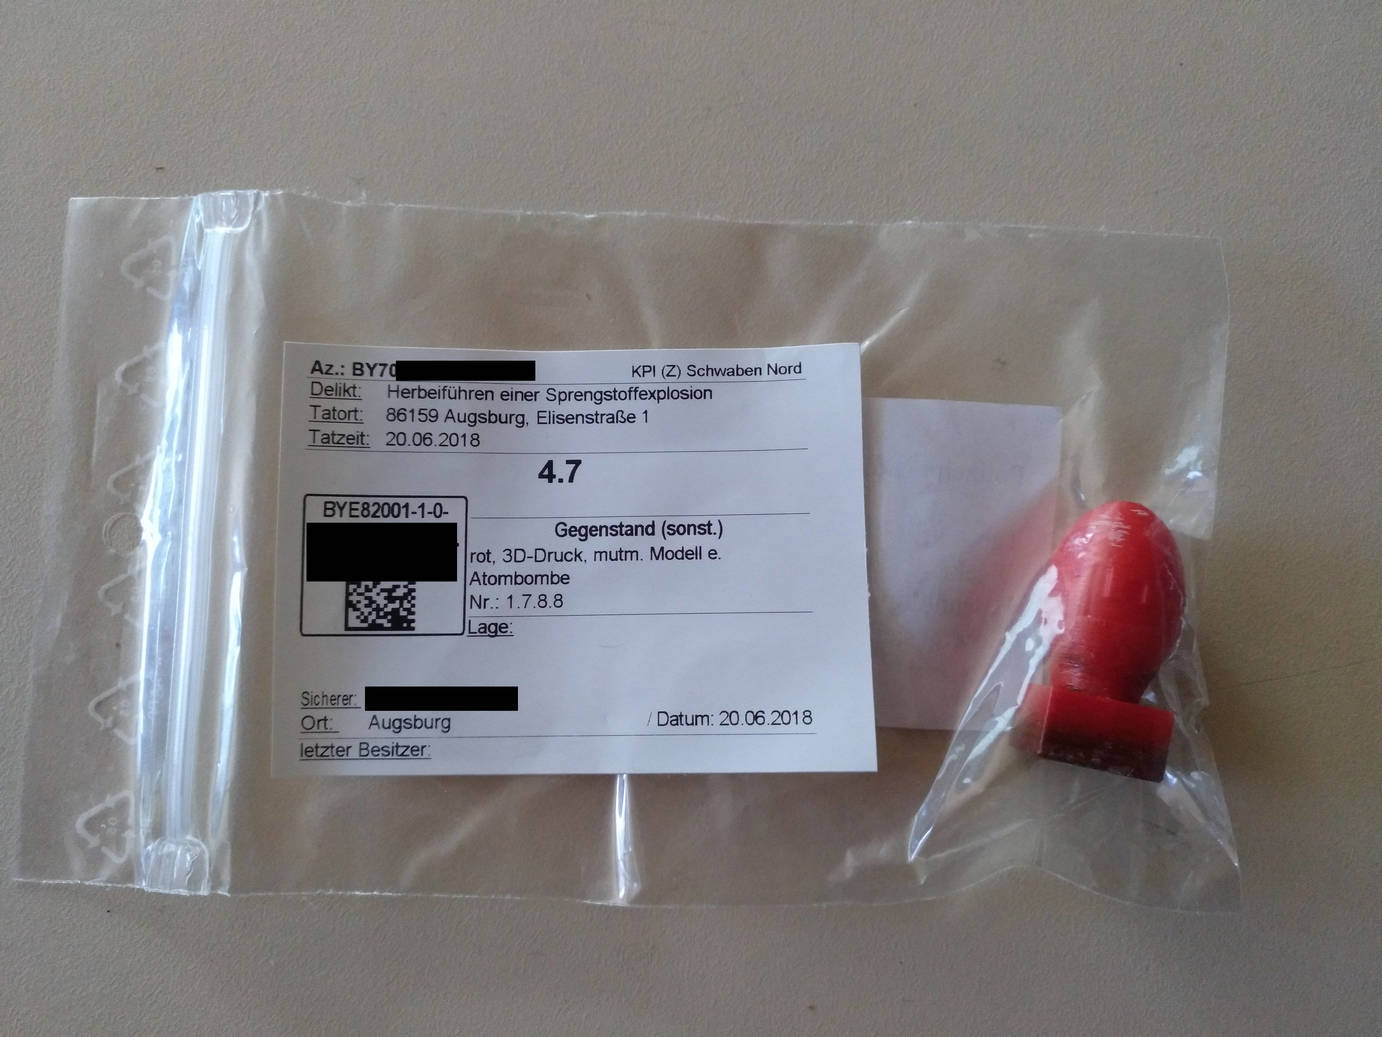 Az.: BY70
KPI (Z) Schwaben Nord
Delikt: Herbeiführen einer Sprengstoffexplosion
Tatort: 86159 Augsburg, Elisenstraße 1
Tatzeit: 20.06.2018
4.7
BYE82001-1-0-
Gegenstand (sonst.)
rot, 3D-Druck, mutm. Modell e.
Atombombe
Nr.: 1.7.8.8
Lage:
Sicherer:
Ort: Augsburg / Datum: 20.06.2018
letzter Besitzer: